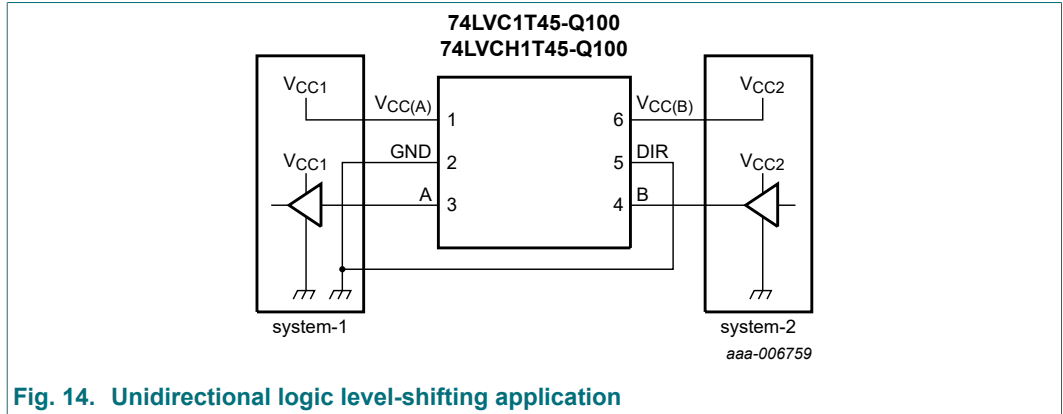 74LVC1T45-Q100
74LVCH1T45-Q100
VCC1
VCC(A)
1
6
VCC(B)
VCC2
GND
2
5
DIR
VCC1
VCC2
A
3
4
B
system-1
system-2
aaa-006759
Fig. 14. Unidirectional logic level-shifting application